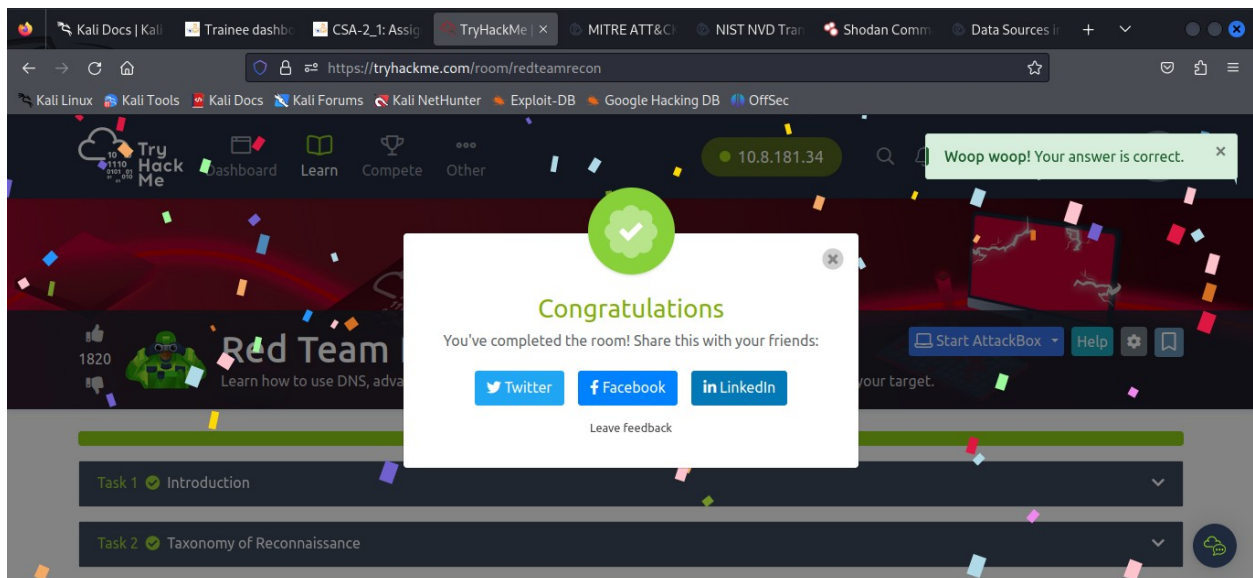 Kali Docs | Kali
Trainee dashbo
CSA-2_1: Assig
TryHackMe |
MITRE ATT&CK
NIST NVD Tran
Shodan Comm
Data Sources in
https://tryhackme.com/room/redteamrecon
Kali Linux Kali Tools Kali Docs Kali Forums Kali NetHunter Exploit-DB Google Hacking DB OffSec
Try
Hack
Me
Dashboard Learn Compete Other
10.8.181.34
Woop woop! Your answer is correct.
Congratulations
You've completed the room! Share this with your friends:
Twitter Facebook LinkedIn
Leave feedback
1820
Red Team
Learn how to use DNS, adva
your target.
Start AttackBox Help
Task 1 Introduction
Task 2 Taxonomy of Reconnaissance